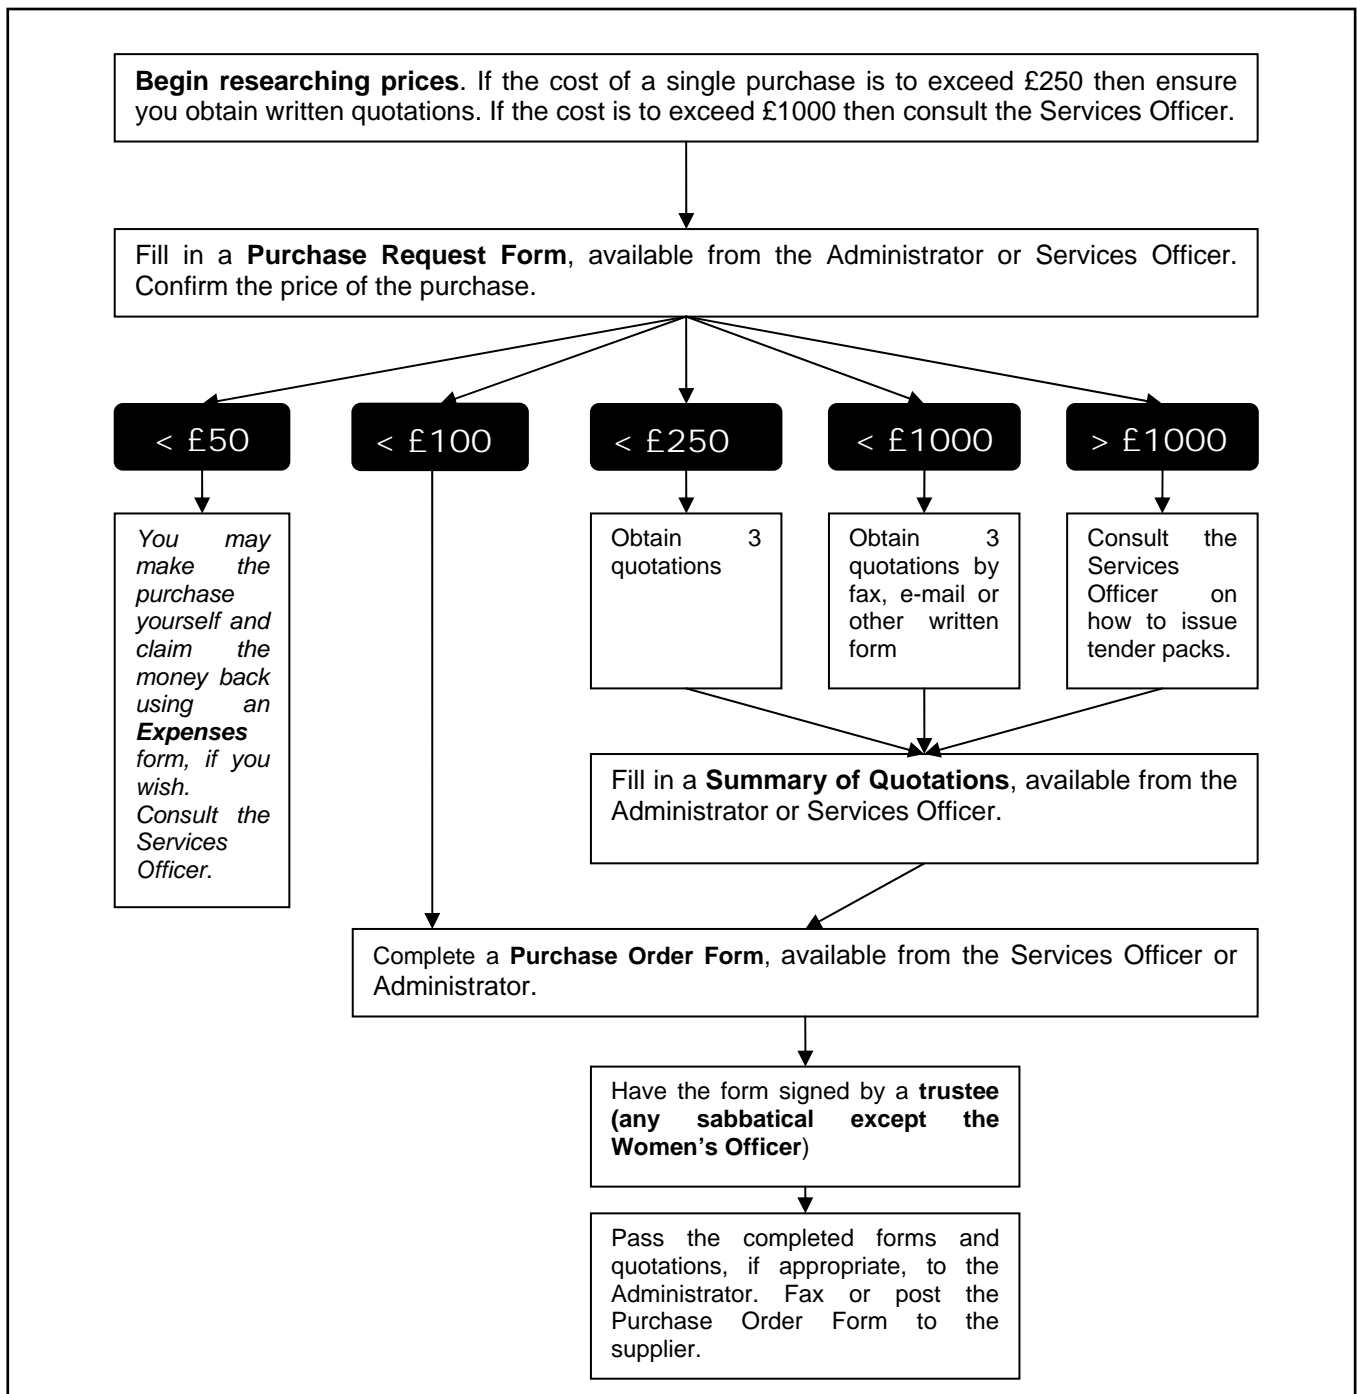 Begin researching prices. If the cost of a single purchase is to exceed £250 then ensure
you obtain written quotations. If the cost is to exceed £1000 then consult the Services Officer.
Fill in a Purchase Request Form, available from the Administrator or Services Officer.
Confirm the price of the purchase.
< £50
< £100
< £250
< £1000
> £1000
You may
make the
purchase
yourself and
claim the
money back
using an
Expenses
form, if you
wish.
Consult the
Services
Officer.
Obtain 3
quotations
Obtain 3
quotations by
fax, e-mail or
other written
form
Consult the
Services
Officer on
how to issue
tender packs.
Fill in a Summary of Quotations, available from the
Administrator or Services Officer.
Complete a Purchase Order Form, available from the Services Officer or
Administrator.
Have the form signed by a trustee
(any sabbatical except the
Women's Officer)
Pass the completed forms and
quotations, if appropriate, to the
Administrator. Fax or post the
Purchase Order Form to the
supplier.